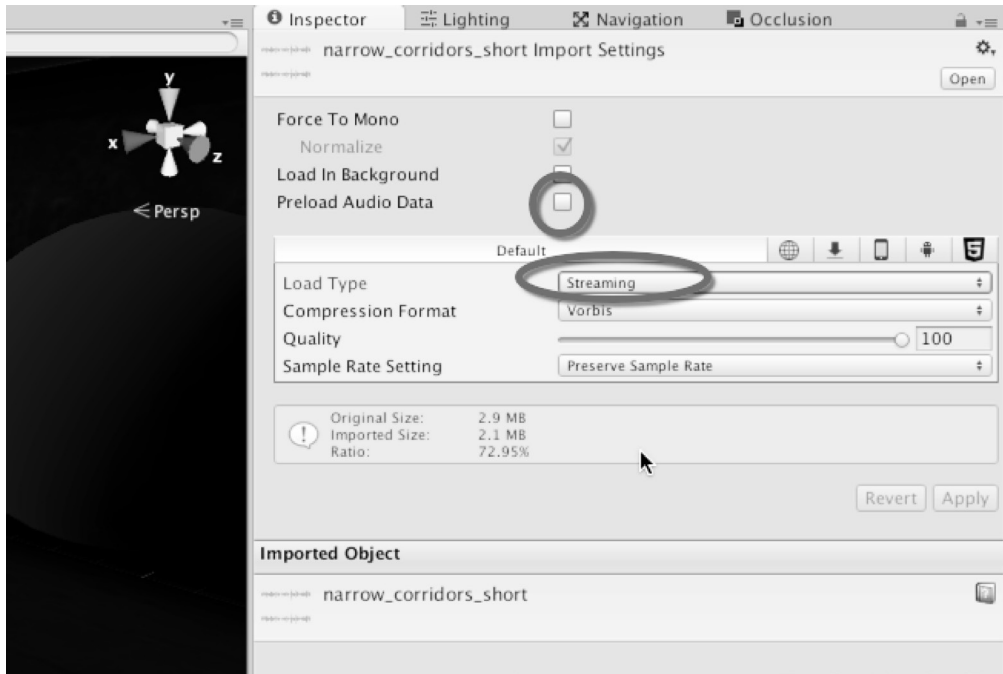 Inspector
Lighting
Navigation
Occlusion
narrow_corridors_short Import Settings
Open
y
x
z
Persp
Force To Mono
Normalize
Load In Background
Preload Audio Data
Default
5
Load Type
Streaming
Compression Format
Vorbis
Quality
100
Sample Rate Setting
Preserve Sample Rate
Original Size: 2.9 MB
Imported Size: 2.1 MB
Ratio: 72.95%
Revert
Apply
Imported Object
narrow_corridors_short